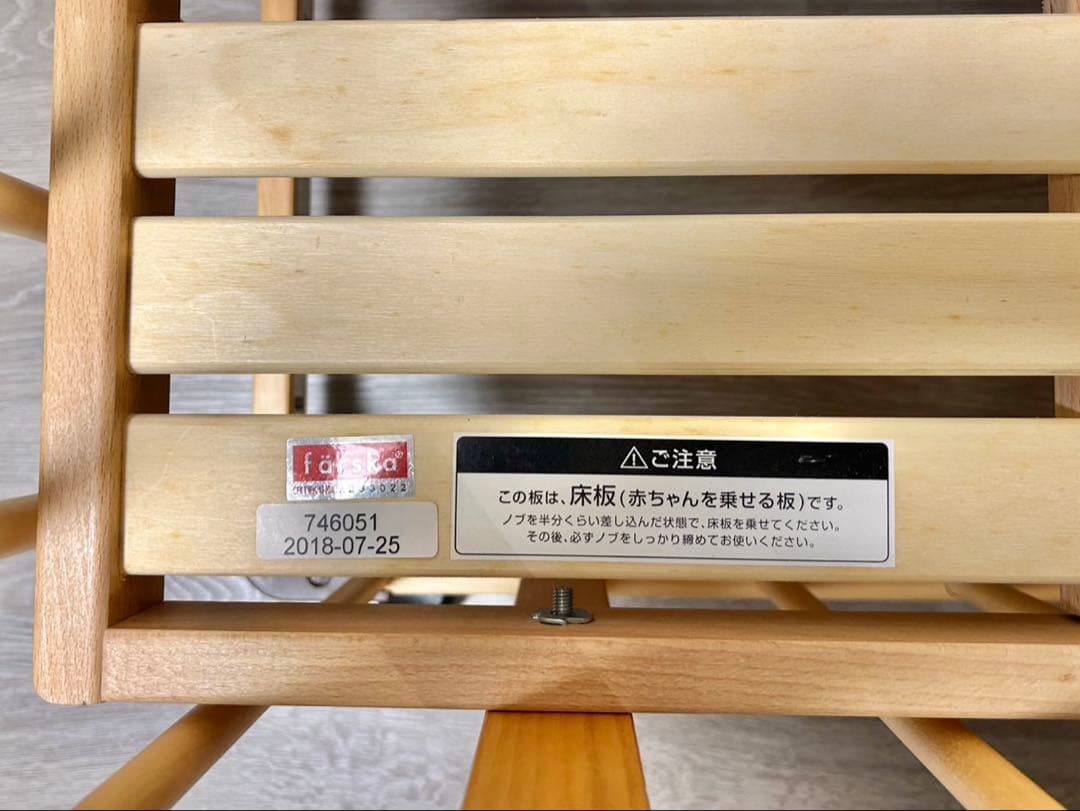 färska
746051
2018-07-25
⚠ご注意
この板は、床板(赤ちゃんを乗せる板)です。
ノブを半分くらい差し込んだ状態で、床板を乗せてください。
その後、必ずノブをしっかり締めてお使いください。